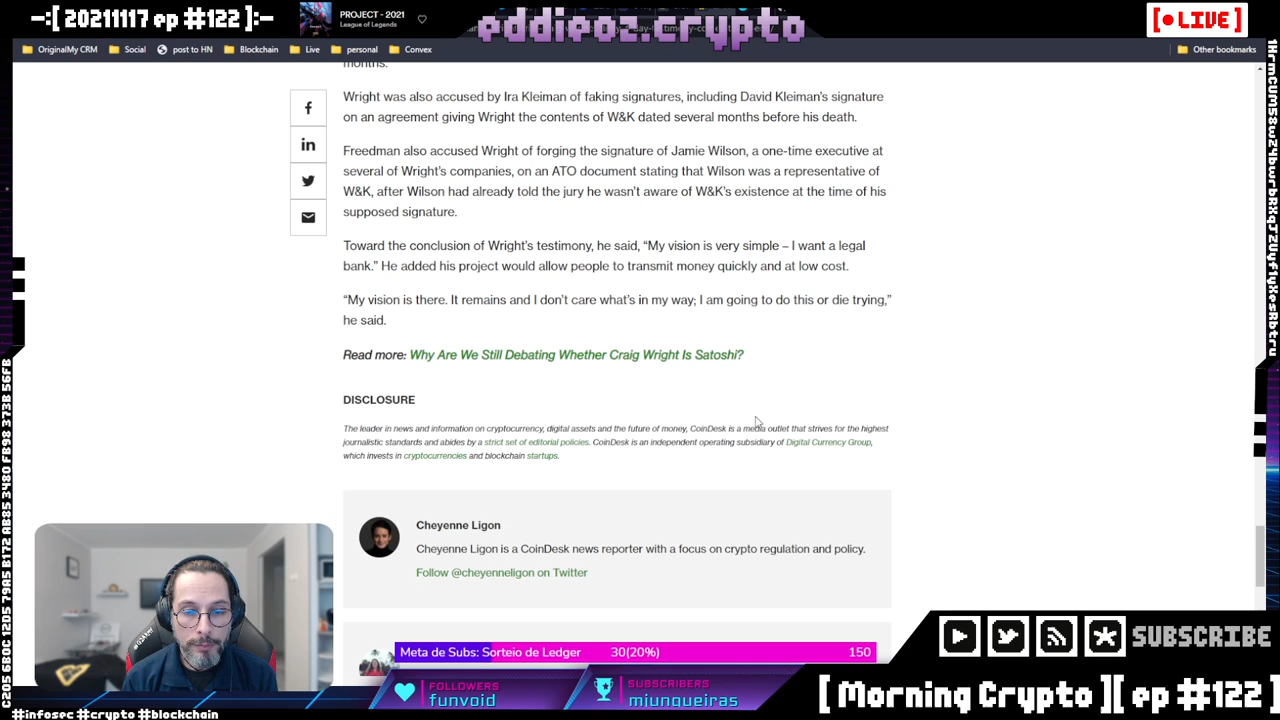 -:[ 20211117 ep #122 ]:-
PROJECT - 2021
League of Legends
eddieoz.crypto
[●LIVE]
OriginalMy CRM
Social
post to HN
Blockchain
Live
personal
Convex
Other bookmarks
months.
Wright was also accused by Ira Kleiman of faking signatures, including David Kleiman's signature
on an agreement giving Wright the contents of W&K dated several months before his death.
Freedman also accused Wright of forging the signature of Jamie Wilson, a one-time executive at
several of Wright's companies, on an ATO document stating that Wilson was a representative of
W&K, after Wilson had already told the jury he wasn't aware of W&K's existence at the time of his
supposed signature.
Toward the conclusion of Wright's testimony, he said, “My vision is very simple – I want a legal
bank.” He added his project would allow people to transmit money quickly and at low cost.
“My vision is there. It remains and I don't care what's in my way; I am going to do this or die trying,”
he said.
Read more: Why Are We Still Debating Whether Craig Wright Is Satoshi?
DISCLOSURE
The leader in news and information on cryptocurrency, digital assets and the future of money, CoinDesk is a media outlet that strives for the highest
journalistic standards and abides by a strict set of editorial policies. CoinDesk is an independent operating subsidiary of Digital Currency Group,
which invests in cryptocurrencies and blockchain startups.
Cheyenne Ligon
Cheyenne Ligon is a CoinDesk news reporter with a focus on crypto regulation and policy.
Follow @cheyenneligon on Twitter
Meta de Subs: Sorteio de Ledger 30(20%) 150
FOLLOWERS
funvoid
SUBSCRIBERS
miunqueiras
SUBSCRIBE
[ Morning Crypto ][ ep #122 ]
#infosec #crypto #blockchain